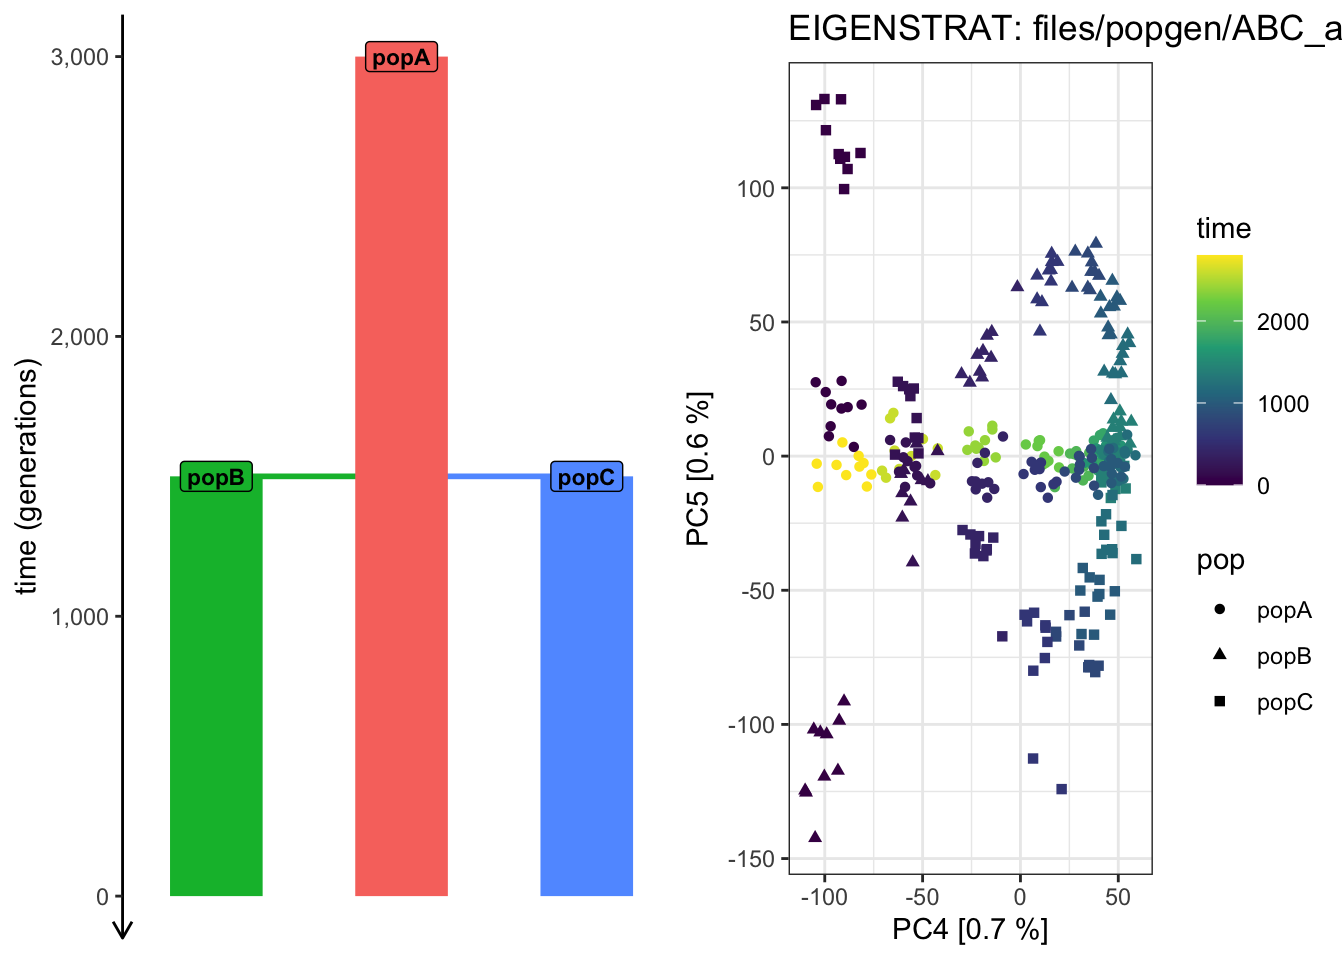 3,000
2,000
1,000
0
time (generations)
popA
popB
popC
EIGENSTRAT: files/popgen/ABC_a
100
50
0
-50
-100
-150
PC5 [0.6 %]
-100
-50
0
50
PC4 [0.7 %]
time
2000
1000
0
pop
popA
popB
popC